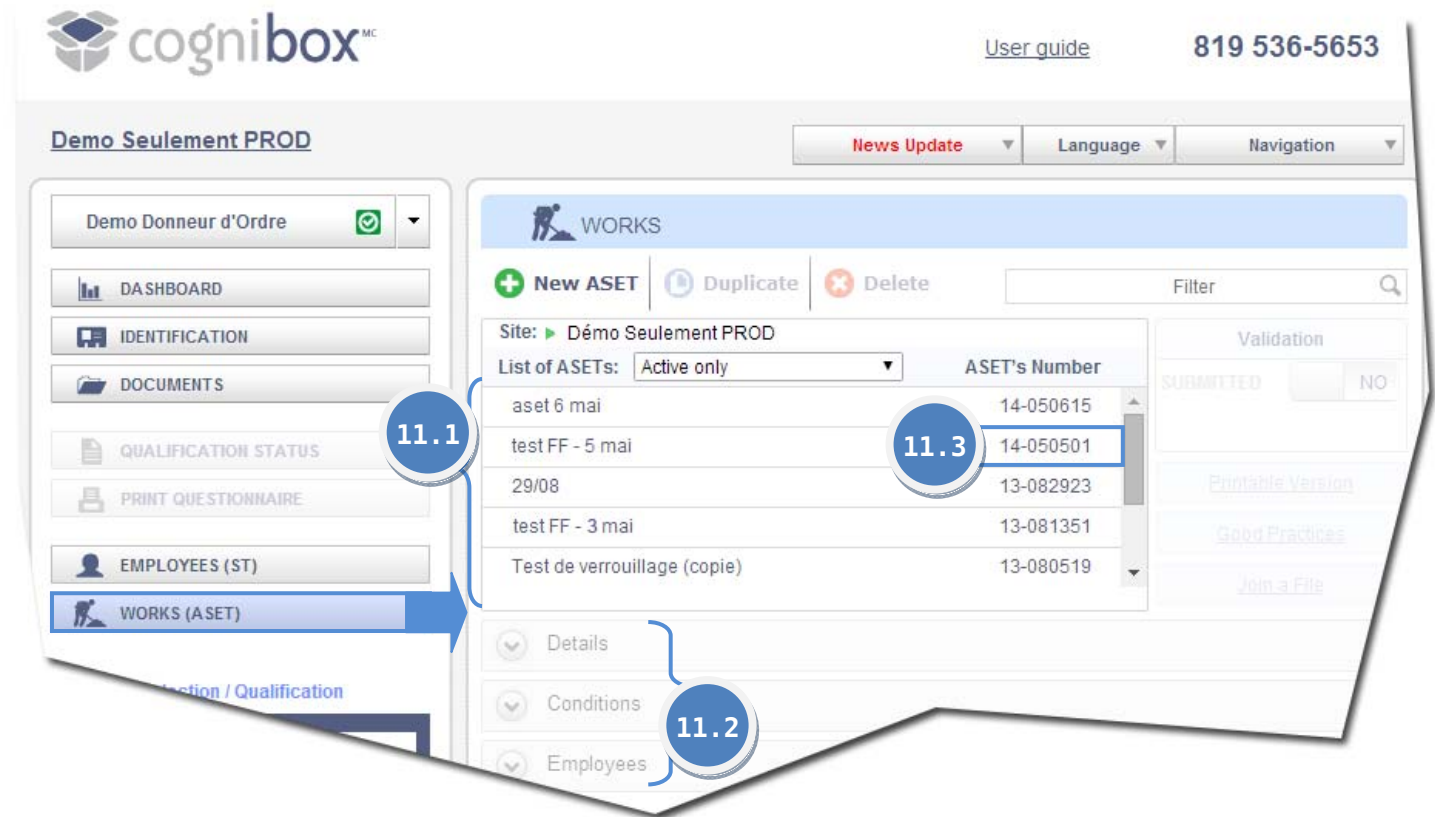 cognibox MC
User guide 819 536-5653
Demo Seulement PROD
News Update Language Navigation
Demo Donneur d'Ordre
DASHBOARD
IDENTIFICATION
DOCUMENTS
QUALIFICATION STATUS
PRINT QUESTIONNAIRE
EMPLOYEES (ST)
WORKS (ASET)
/ Qualification
WORKS
New ASET Duplicate Delete Filter
Site: Démo Seulement PROD
List of ASETs: Active only ASET's Number
aset 6 mai 14-050615
test FF - 5 mai 14-050501
29/08 13-082923
test FF - 3 mai 13-081351
Test de verrouillage (copie) 13-080519
11.1
11.3
Validation
SUBMITTED NO
Printable Version
Good Practices
Join a File
Details
Conditions
Employees
11.2